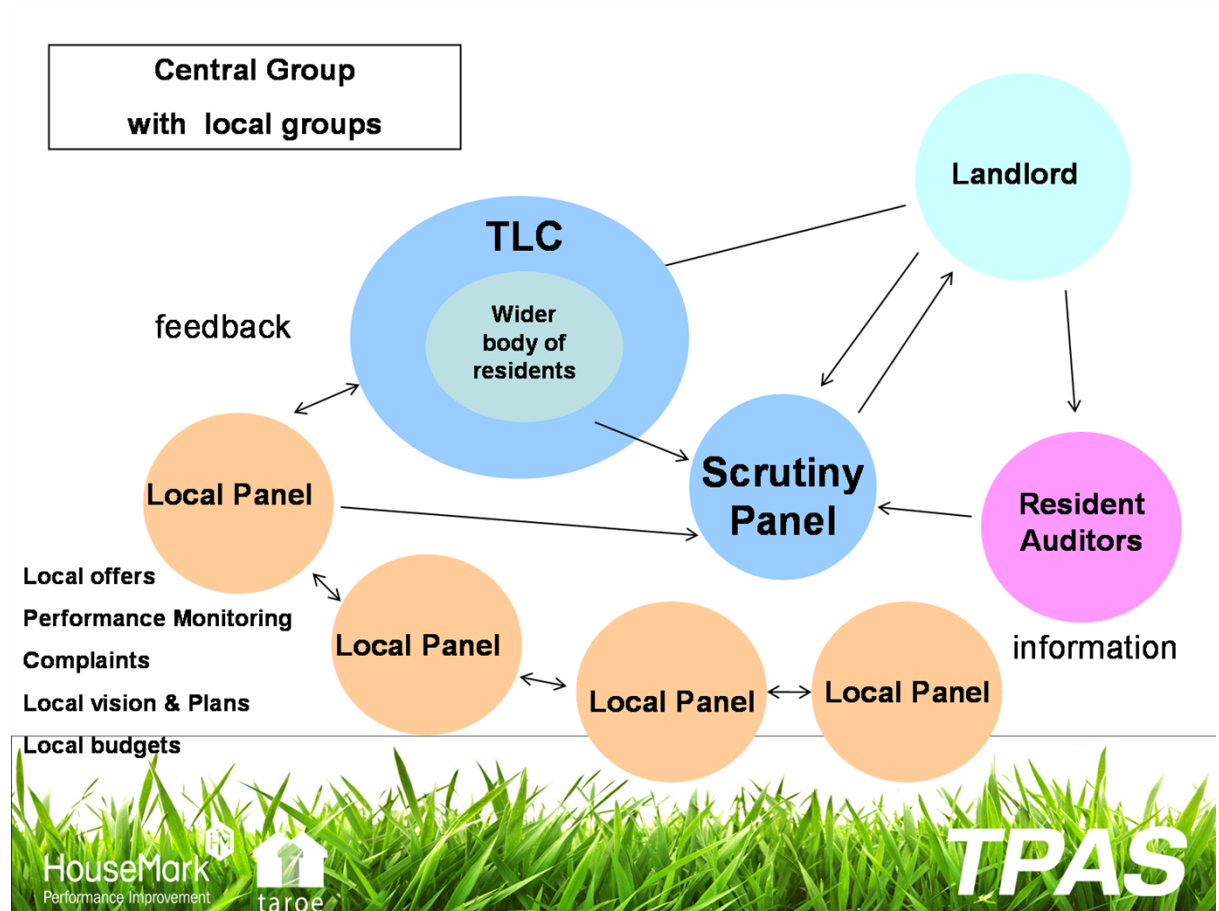 Central Group
with local groups
Landlord
TLC
Wider
body of
residents
feedback
Scrutiny
Panel
Local Panel
Resident
Auditors
Local offers
Performance Monitoring
Complaints
Local vision & Plans
Local budgets
Local Panel
Local Panel
Local Panel
information
HouseMark
Performance Improvement
HM
taroe
TPAS